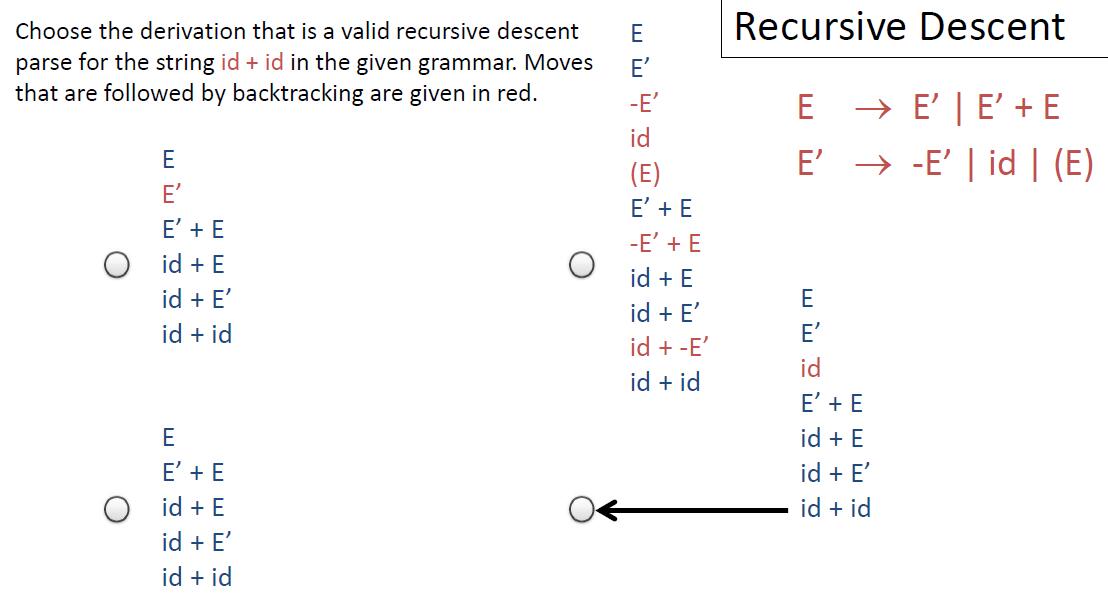 Recursive Descent
Choose the derivation that is a valid recursive descent
parse for the string id + id in the given grammar. Moves
that are followed by backtracking are given in red.
E → E’ | E’ + E
E’ → -E’ | id | (E)
E
E’
E’ + E
id + E
id + E’
id + id
E
E’
-E’
id
(E)
E’ + E
-E’ + E
id + E
id + E’
id + -E’
id + id
E
E’ + E
id + E
id + E’
id + id
E
E’
id
E’ + E
id + E
id + E’
id + id